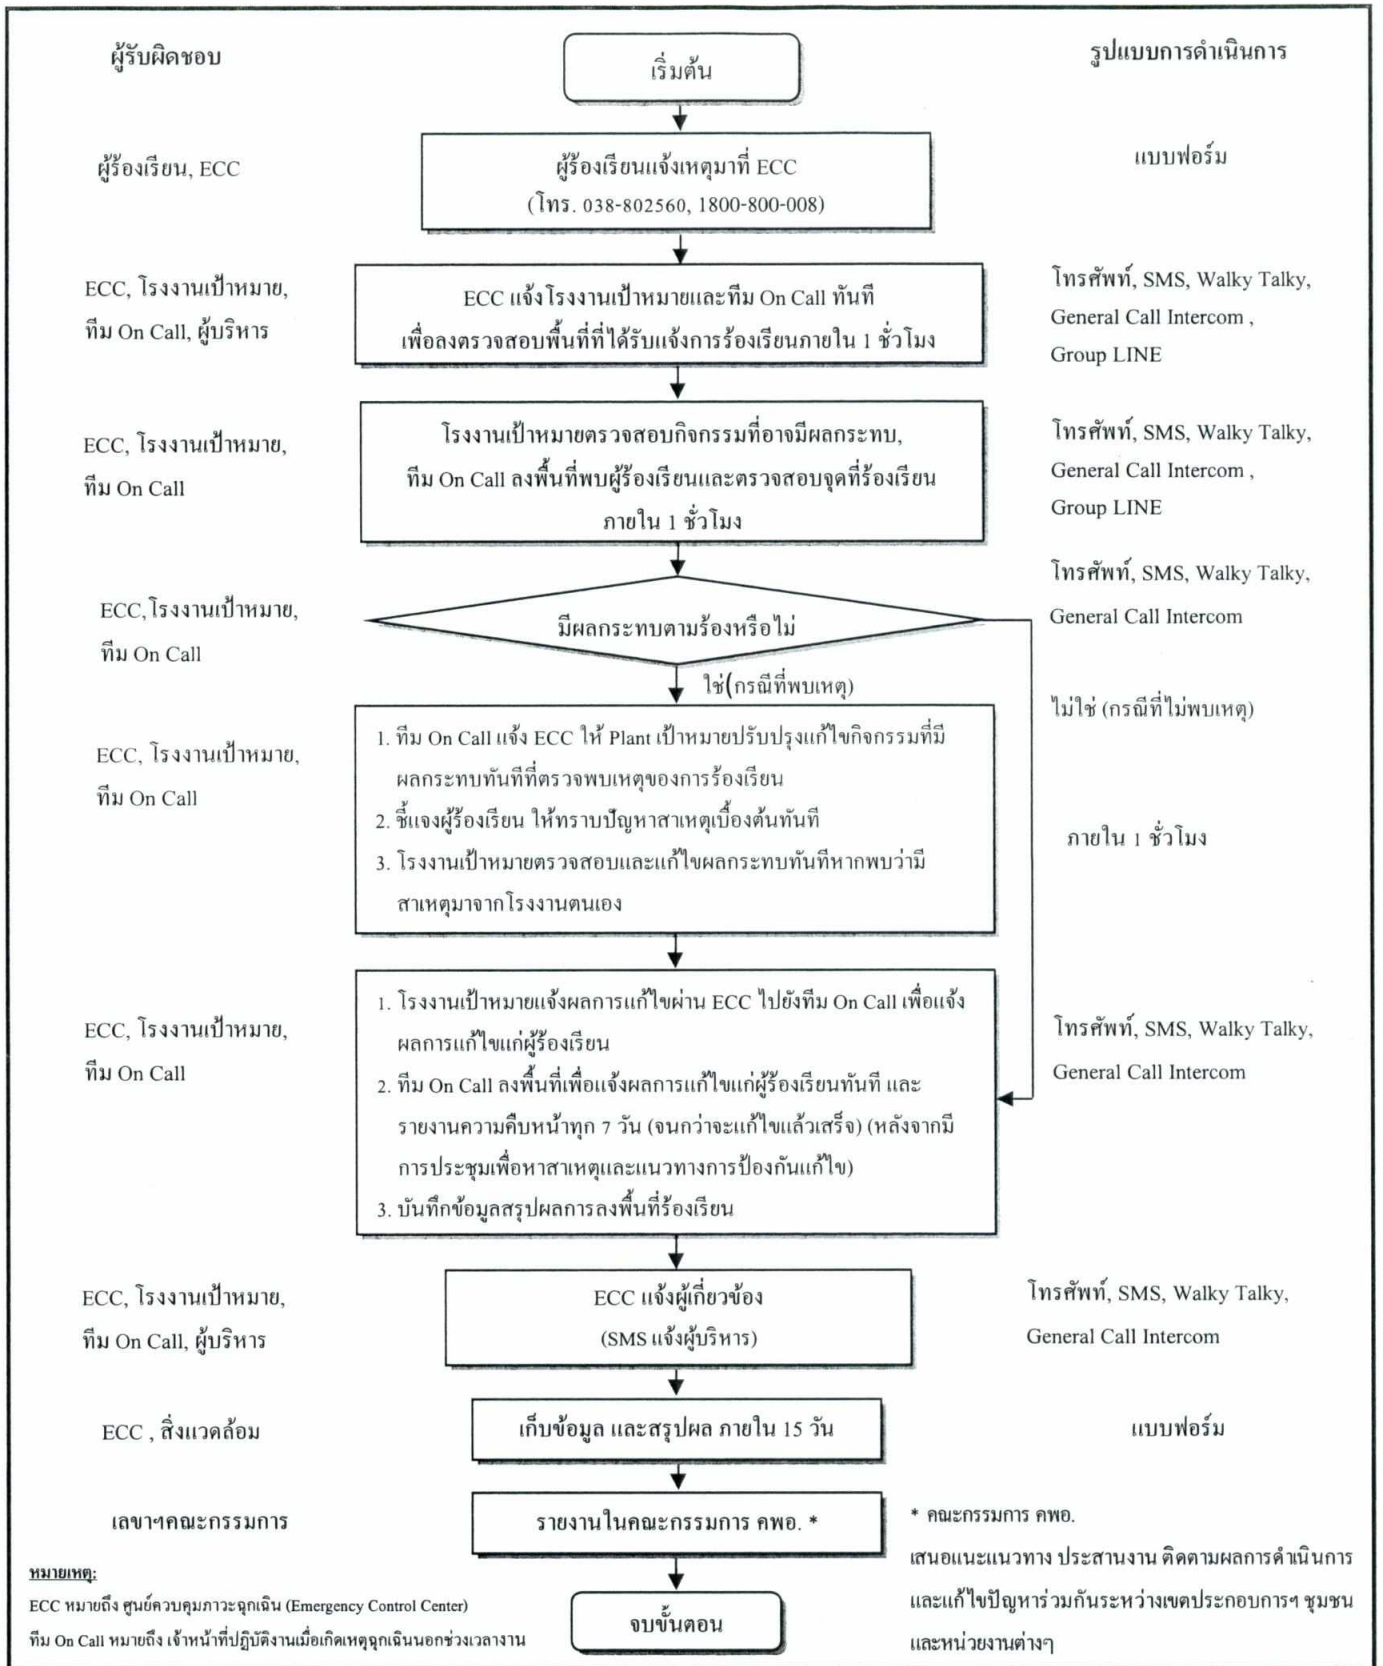 ผู้รับผิดชอบ
เริ่มต้น
รูปแบบการดำเนินการ
ผู้ร้องเรียน, ECC
ผู้ร้องเรียนแจ้งเหตุมาที่ ECC
(โทร. 038-802560, 1800-800-008)
แบบฟอร์ม
ECC, โรงงานเป้าหมาย,
ทีม On Call, ผู้บริหาร
ECC แจ้งโรงงานเป้าหมายและทีม On Call ทันที
เพื่อลงตรวจสอบพื้นที่ที่ได้รับแจ้งการร้องเรียนภายใน 1 ชั่วโมง
โทรศัพท์, SMS, Walky Talky,
General Call Intercom ,
Group LINE
ECC, โรงงานเป้าหมาย,
ทีม On Call
โรงงานเป้าหมายตรวจสอบกิจกรรมที่อาจมีผลกระทบ,
ทีม On Call ลงพื้นที่พบผู้ร้องเรียนและตรวจสอบจุดที่ร้องเรียน
ภายใน 1 ชั่วโมง
โทรศัพท์, SMS, Walky Talky,
General Call Intercom ,
Group LINE
ECC,โรงงานเป้าหมาย,
ทีม On Call
มีผลกระทบตามร้องหรือไม่
โทรศัพท์, SMS, Walky Talky,
General Call Intercom
ใช่(กรณีที่พบเหตุ)
ไม่ใช่ (กรณีที่ไม่พบเหตุ)
ECC, โรงงานเป้าหมาย,
ทีม On Call
1. ทีม On Call แจ้ง ECC ให้ Plant เป้าหมายปรับปรุงแก้ไขกิจกรรมที่มี
ผลกระทบทันทีที่ตรวจพบเหตุของการร้องเรียน
2. ชี้แจงผู้ร้องเรียน ให้ทราบปัญหาสาเหตุเบื้องต้นทันที
3. โรงงานเป้าหมายตรวจสอบและแก้ไขผลกระทบทันทีหากพบว่ามี
สาเหตุมาจากโรงงานตนเอง
ภายใน 1 ชั่วโมง
ECC, โรงงานเป้าหมาย,
ทีม On Call
1. โรงงานเป้าหมายแจ้งผลการแก้ไขผ่าน ECC ไปยังทีม On Call เพื่อแจ้ง
ผลการแก้ไขแก่ผู้ร้องเรียน
2. ทีม On Call ลงพื้นที่เพื่อแจ้งผลการแก้ไขแก่ผู้ร้องเรียนทันที และ
รายงานความคืบหน้าทุก 7 วัน (จนกว่าจะแก้ไขแล้วเสร็จ) (หลังจากมี
การประชุมเพื่อหาสาเหตุและแนวทางการป้องกันแก้ไข)
3. บันทึกข้อมูลสรุปผลการลงพื้นที่ร้องเรียน
โทรศัพท์, SMS, Walky Talky,
General Call Intercom
ECC, โรงงานเป้าหมาย,
ทีม On Call, ผู้บริหาร
ECC แจ้งผู้เกี่ยวข้อง
(SMS แจ้งผู้บริหาร)
โทรศัพท์, SMS, Walky Talky,
General Call Intercom
ECC , สิ่งแวดล้อม
เก็บข้อมูล และสรุปผล ภายใน 15 วัน
แบบฟอร์ม
เลขาฯคณะกรรมการ
รายงานในคณะกรรมการ คพอ. *
* คณะกรรมการ คพอ.
เสนอแนะแนวทาง ประสานงาน ติดตามผลการดำเนินการ
และแก้ไขปัญหาร่วมกันระหว่างเขตประกอบการฯ ชุมชน
และหน่วยงานต่างๆ
หมายเหตุ:
ECC หมายถึง ศูนย์ควบคุมภาวะฉุกเฉิน (Emergency Control Center)
ทีม On Call หมายถึง เจ้าหน้าที่ปฏิบัติงานเมื่อเกิดเหตุฉุกเฉินนอกช่วงเวลางาน
จบขั้นตอน